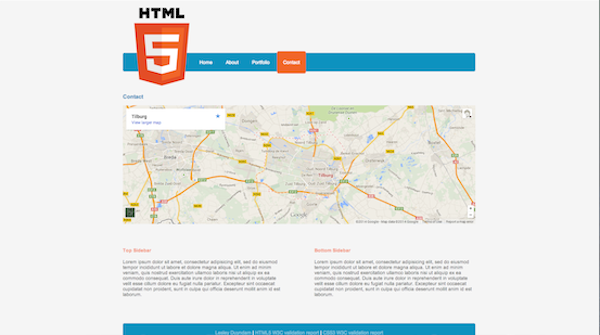 HTML
5
Home About Portfolio Contact
Contact
Tilburg
View larger map
Breda
Tilburg
Google
Top Sidebar
Lorem ipsum dolor sit amet, consectetur adipisicing elit, sed do eiusmod
tempor incididunt ut labore et dolore magna aliqua. Ut enim ad minim
veniam, quis nostrud exercitation ullamco laboris nisi ut aliquip ex ea
commodo consequat. Duis aute irure dolor in reprehenderit in voluptate
velit esse cillum dolore eu fugiat nulla pariatur. Excepteur sint occaecat
cupidatat non proident, sunt in culpa qui officia deserunt mollit anim id est
laborum.
Bottom Sidebar
Lorem ipsum dolor sit amet, consectetur adipisicing elit, sed do eiusmod
tempor incididunt ut labore et dolore magna aliqua. Ut enim ad minim
veniam, quis nostrud exercitation ullamco laboris nisi ut aliquip ex ea
commodo consequat. Duis aute irure dolor in reprehenderit in voluptate
velit esse cillum dolore eu fugiat nulla pariatur. Excepteur sint occaecat
cupidatat non proident, sunt in culpa qui officia deserunt mollit anim id est
laborum.
| HTML5 W3C validation report | CSS3 W3C validation report